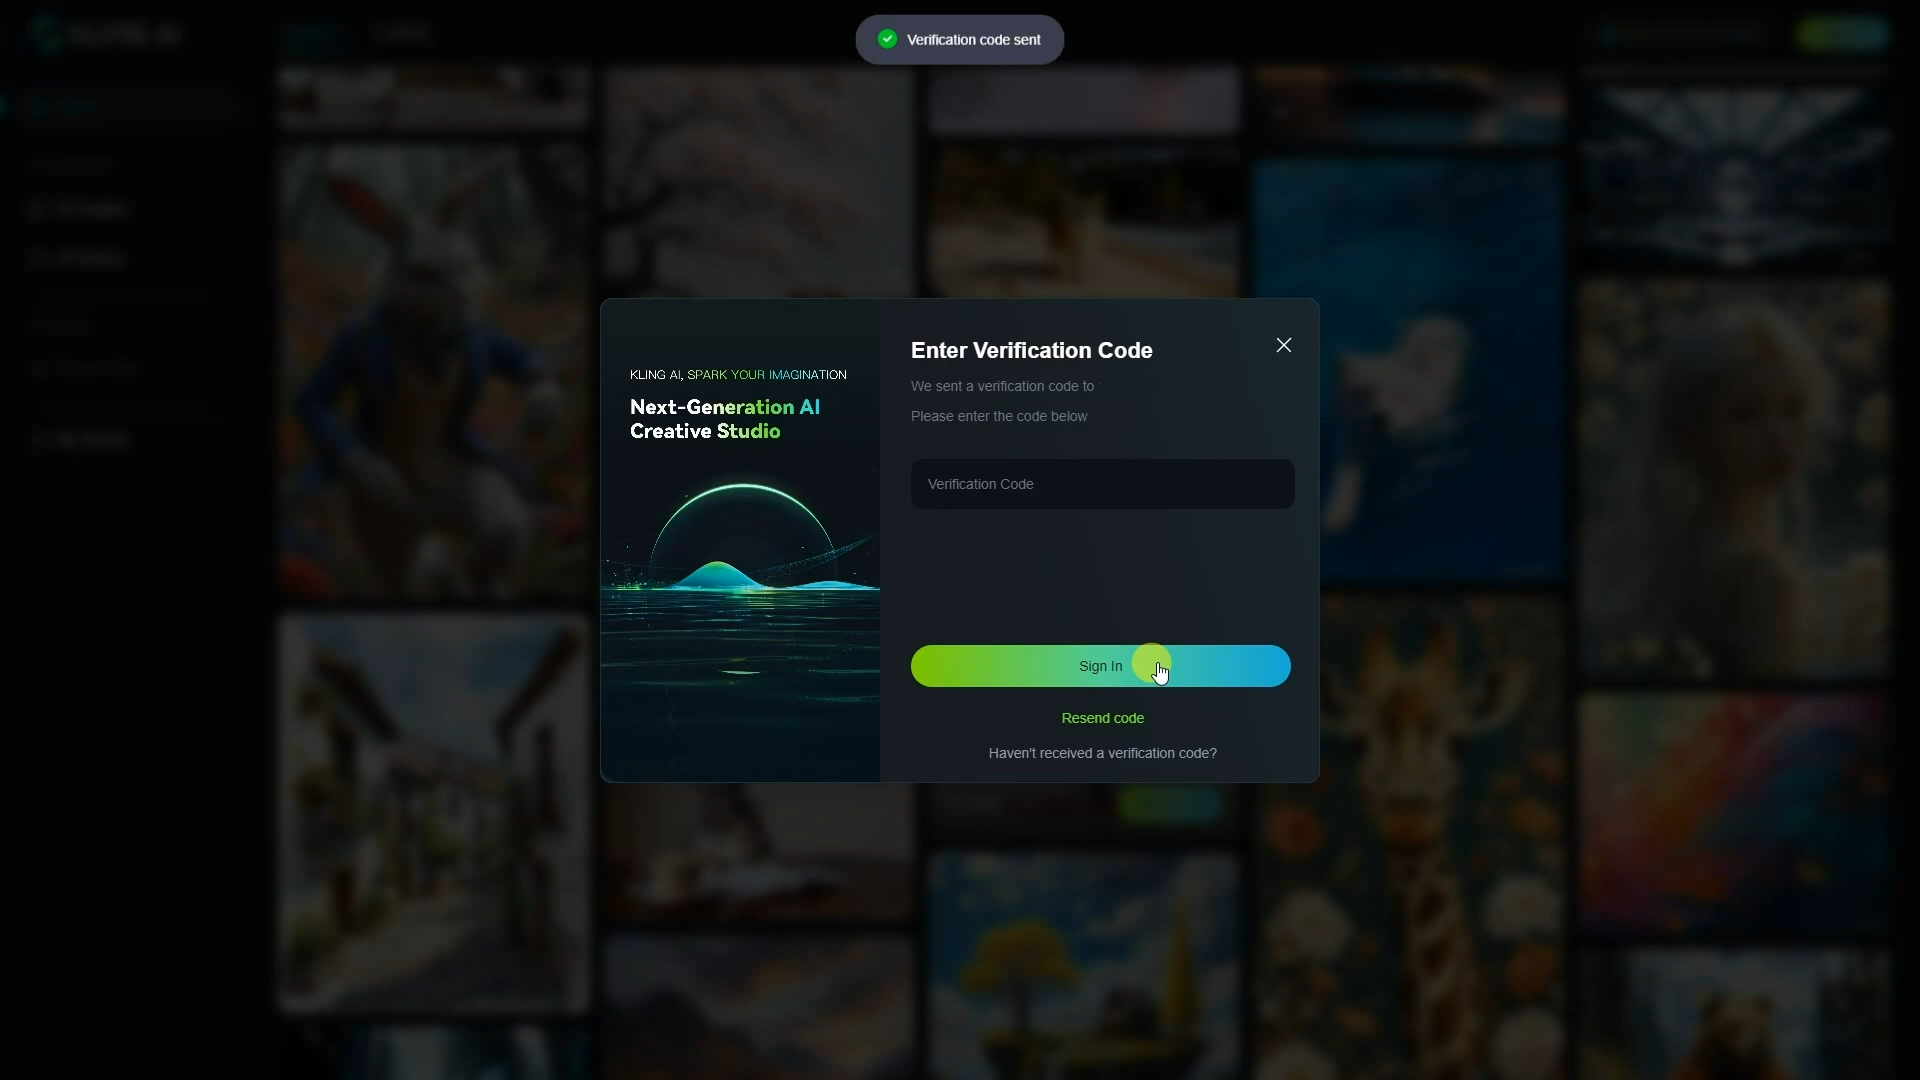 Verification code sent
KLING AI, SPARK YOUR IMAGINATION
Next-Generation AI
Creative Studio
Enter Verification Code
We sent a verification code to
Please enter the code below
Verification Code
Sign In
Resend code
Haven't received a verification code?